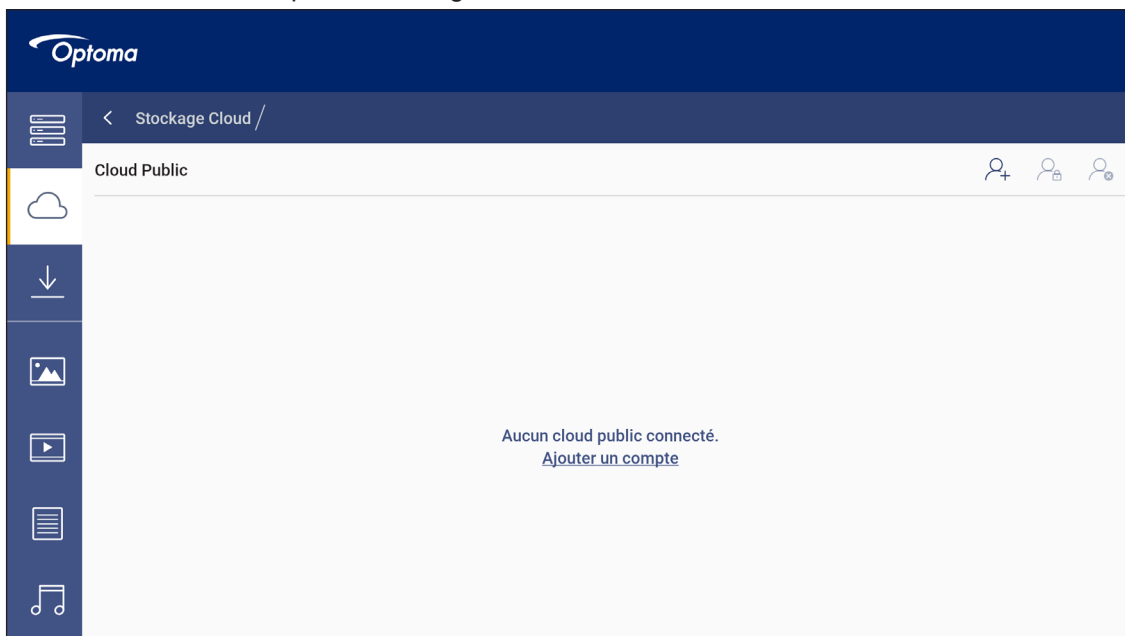 Optoma
Stockage Cloud /
Cloud Public
Aucun cloud public connecté.
Ajouter un compte